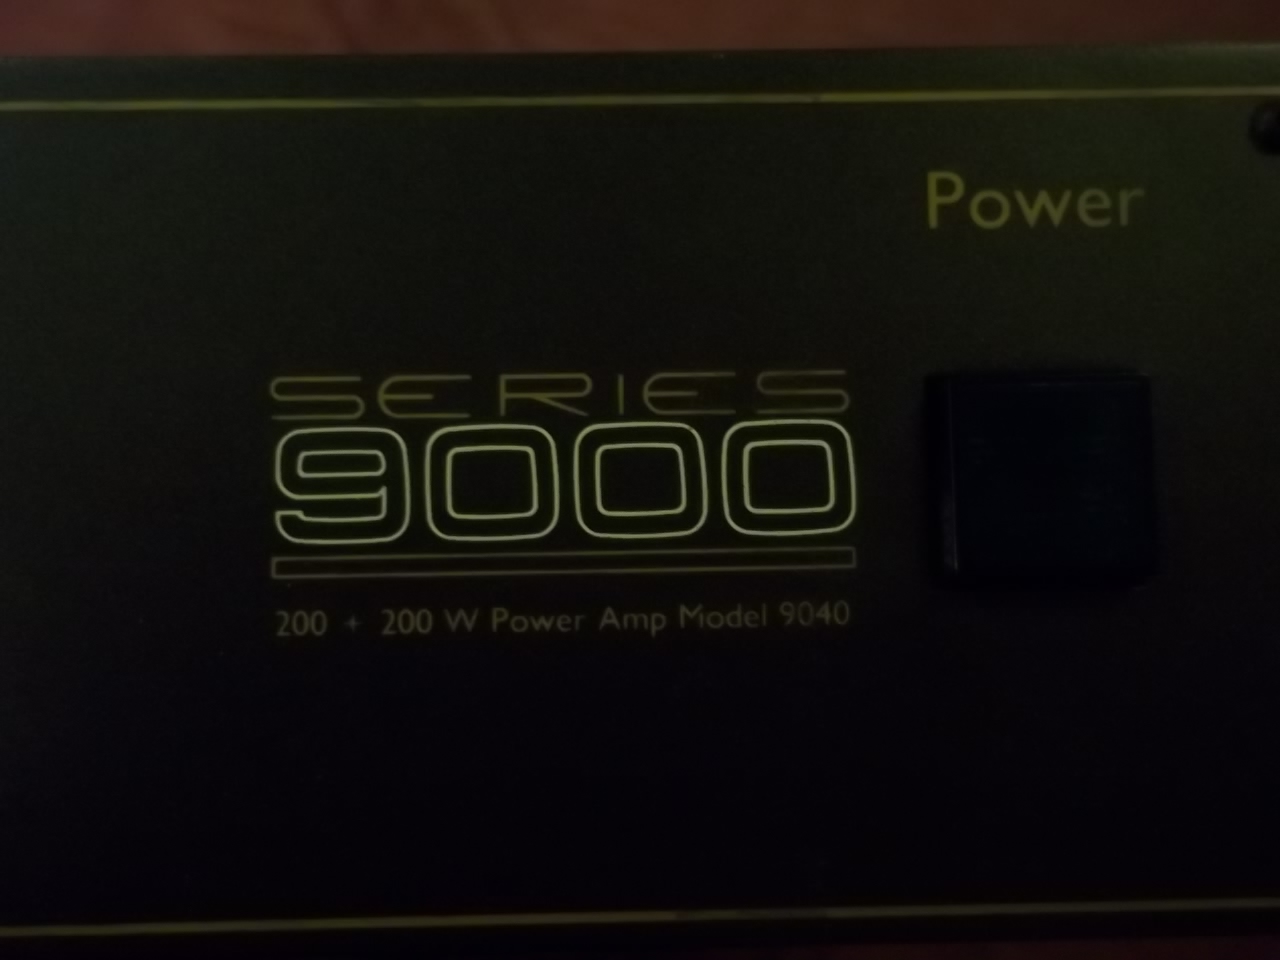 Power
SERIES
9000
200 + 200 W Power Amp Model 9040